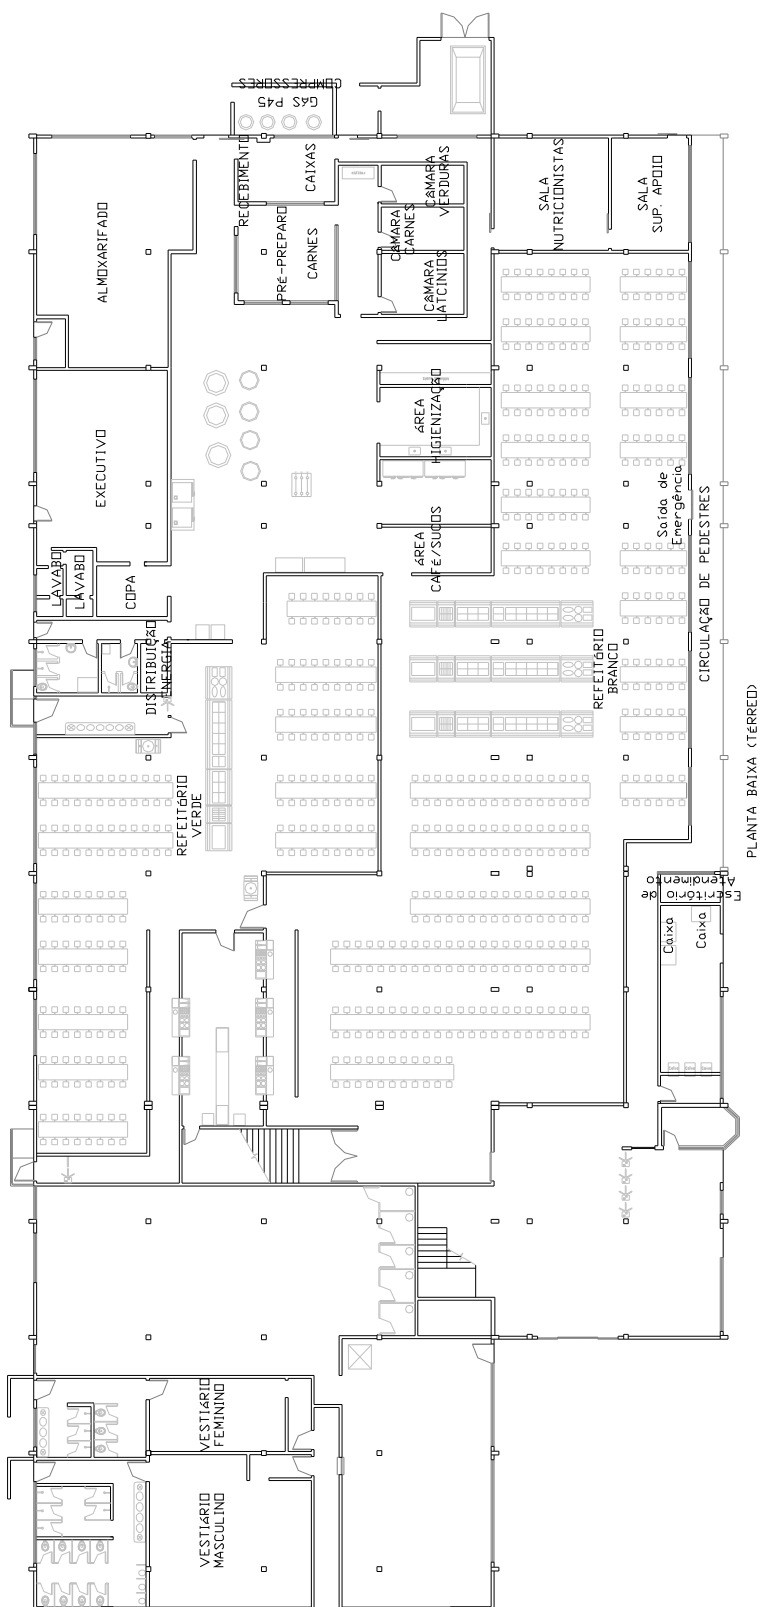 COMPRESSORES
GÁS P45
RECEBIMENTO
CAIXAS
CÂMARA
VERDURAS
SALA
NUTRICIONISTAS
SALA
SUP. APOIO
ALMOXARIFADO
PRÉ-PREPARO
CARNES
CÂMARA
CARNES
CÂMARA
LATCINIOS
ÁREA
HIGIENIZAÇÃO
EXECUTIVO
Saída de
Emergência
CIRCULAÇÃO DE PEDESTRES
ÁREA
CAFÉ/SUCOS
LAVABO
LAVABO
COPA
DISTRIBUIÇÃO
ENERGIA
REFEITÓRIO
BRANCO
PLANTA BAIXA (TÉRREO)
REFEITÓRIO
VERDE
Escritório de
Atendimento
Caixa
Caixa
VESTIÁRIO
FEMININO
VESTIÁRIO
MASCULINO